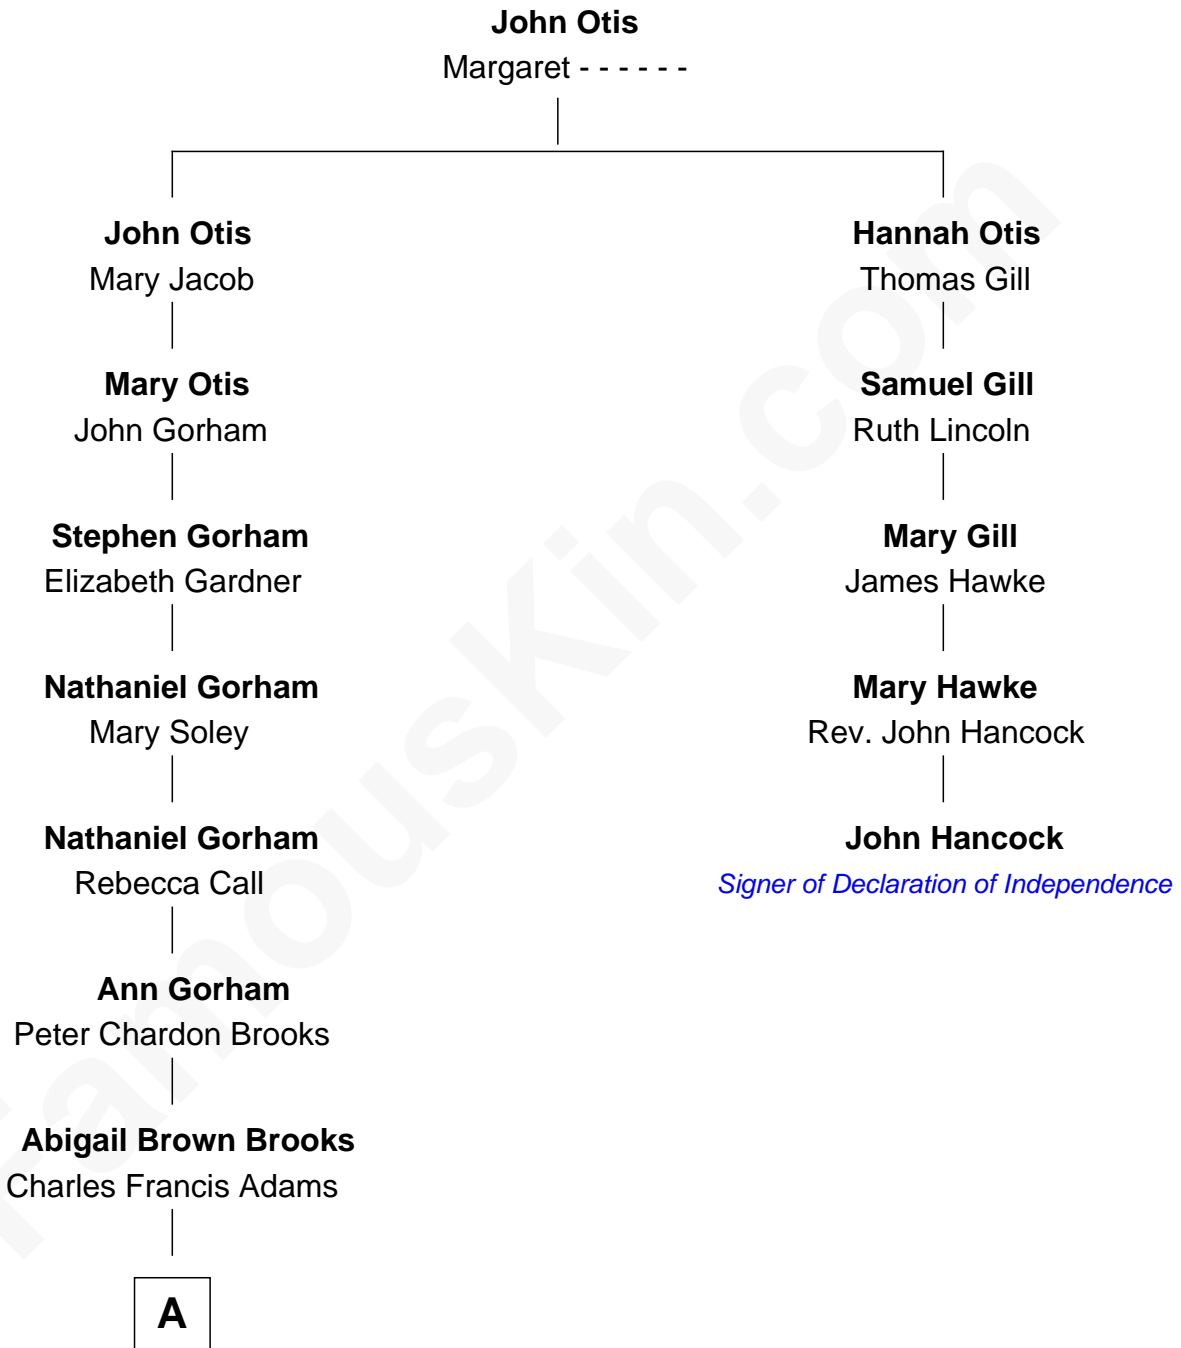 John Otis
Margaret - - - - - -
John Otis
Mary Jacob
Mary Otis
John Gorham
Stephen Gorham
Elizabeth Gardner
Nathaniel Gorham
Mary Soley
Nathaniel Gorham
Rebecca Call
Ann Gorham
Peter Chardon Brooks
Abigail Brown Brooks
Charles Francis Adams
A
Hannah Otis
Thomas Gill
Samuel Gill
Ruth Lincoln
Mary Gill
James Hawke
Mary Hawke
Rev. John Hancock
John Hancock
Signer of Declaration of Independence
FamousKin.com